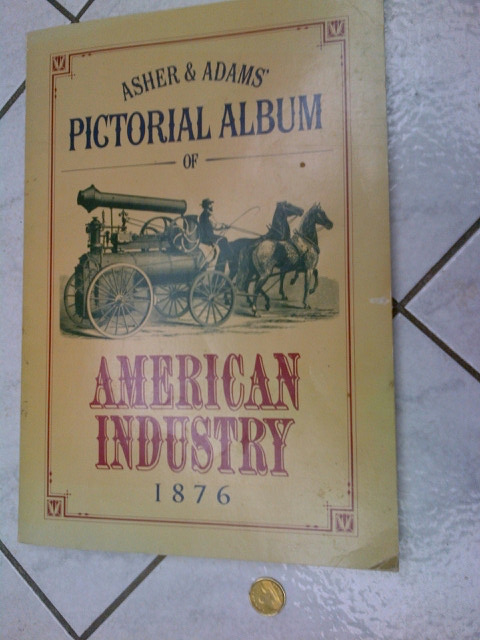 ASHER & ADAMS'
PICTORIAL ALBUM
OF
AMERICAN
INDUSTRY
1876